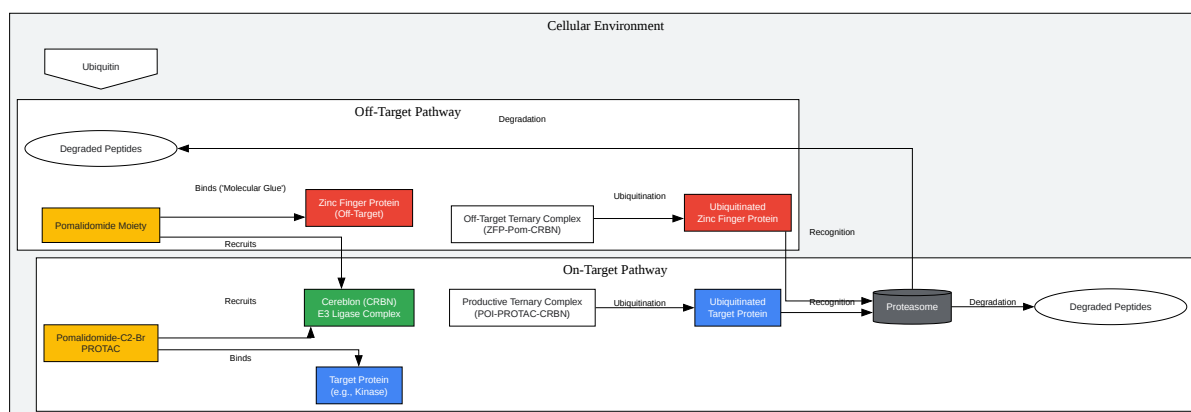 Cellular Environment
Ubiquitin
Off-Target Pathway
Degradation
Degraded Peptides
Binds ('Molecular Glue')
Zinc Finger Protein
(Off-Target)
Ubiquitination
Ubiquitinated
Zinc Finger Protein
Pomalidomide Moiety
Off-Target Ternary Complex
(ZFP-Pom-CRBN)
Recruits
Recognition
On-Target Pathway
Recruits
Cereblon (CRBN)
E3 Ligase Complex
Productive Ternary Complex
(POI-PROTAC-CRBN)
Ubiquitination
Ubiquitinated
Target Protein
Recognition
Proteasome
Degradation
Degraded Peptides
Pomalidomide-C2-Br
PROTAC
Binds
Target Protein
(e.g., Kinase)